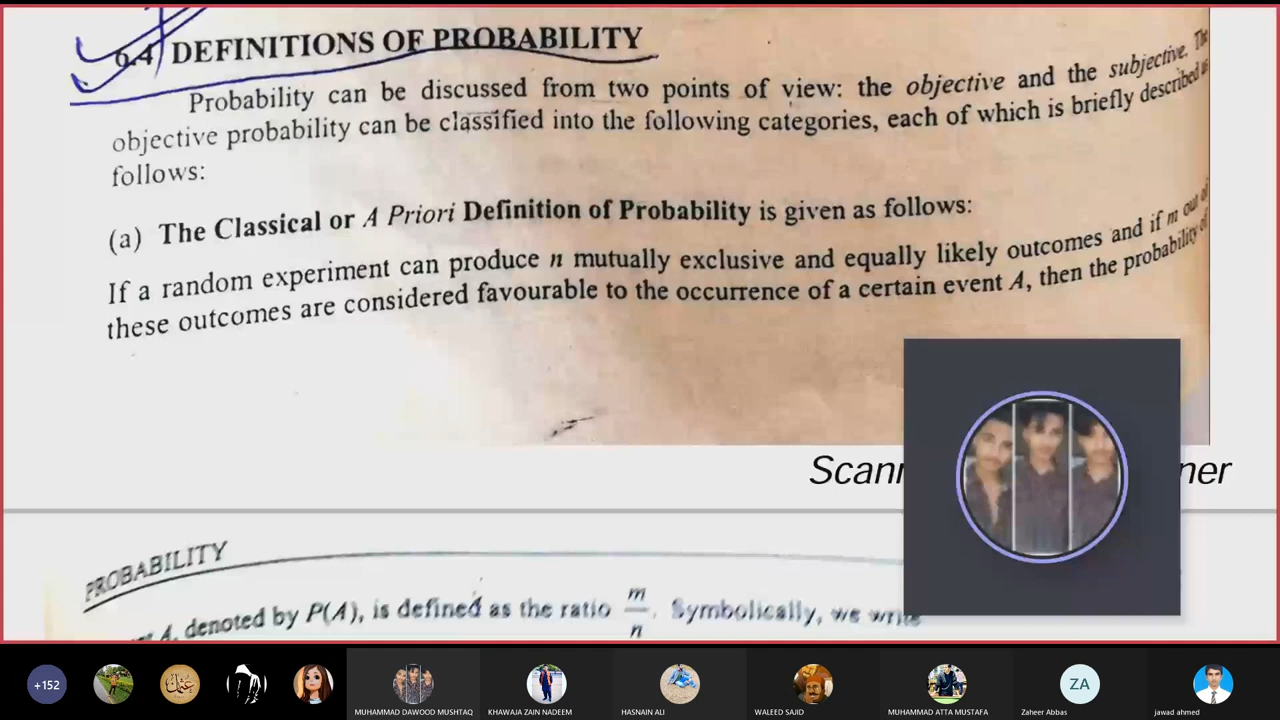 6.4 DEFINITIONS OF PROBABILITY
Probability can be discussed from two points of view: the objective and the subjective. The
objective probability can be classified into the following categories, each of which is briefly described as
follows:
(a) The Classical or A Priori Definition of Probability is given as follows:
If a random experiment can produce n mutually exclusive and equally likely outcomes and if m out of
these outcomes are considered favourable to the occurrence of a certain event A, then the probability of
Scann
ner
PROBABILITY
A, denoted by P(A), is defined as the ratio m/n. Symbolically, we write
+152
عثمان
ZA
MUHAMMAD DAWOOD MUSHTAQ
KHAWAJA ZAIN NADEEM
HASNAIN ALI
WALEED SAJID
MUHAMMAD ATTA MUSTAFA
Zaheer Abbas
jawad ahmed